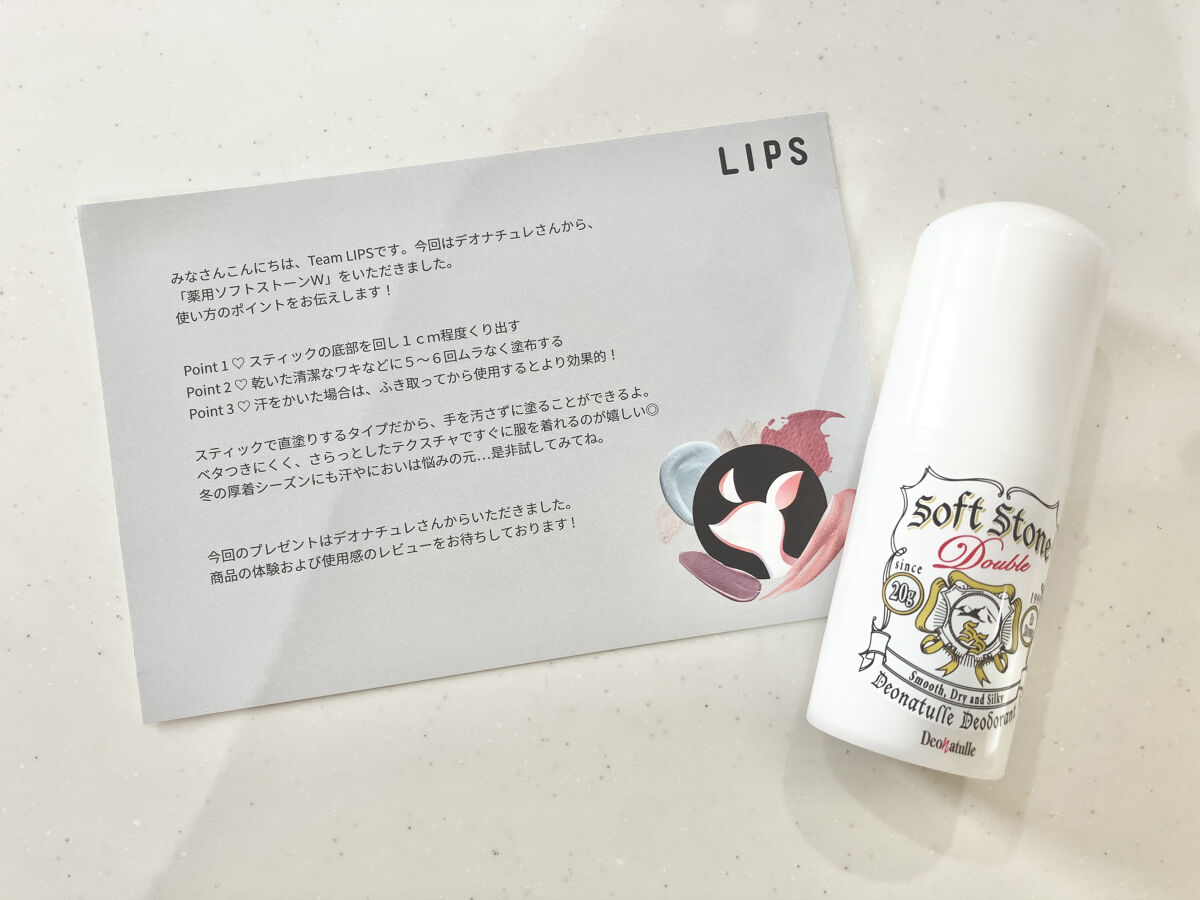 LIPS
みなさんこんにちは、Team LIPSです。今回はデオナチュレさんから、
「薬用ソフトストーンW」をいただきました。
使い方のポイントをお伝えします！
Point 1 ♡ スティックの底部を回し１ｃｍ程度くり出す
Point 2 ♡ 乾いた清潔なワキなどに５～６回ムラなく塗布する
Point 3 ♡ 汗をかいた場合は、ふき取ってから使用するとより効果的！
スティックで直塗りするタイプだから、手を汚さずに塗ることができるよ。
ベタつきにくく、さらっとしたテクスチャですぐに服を着れるのが嬉しい◎
冬の厚着シーズンにも汗やにおいは悩みの元…是非試してみてね。
今回のプレゼントはデオナチュレさんからいただきました。
商品の体験および使用感のレビューをお待ちしております！
Soft Stone
Double
since
20g
Smooth, Dry and Silky
Deonatulle Deodorant
DeoNatulle